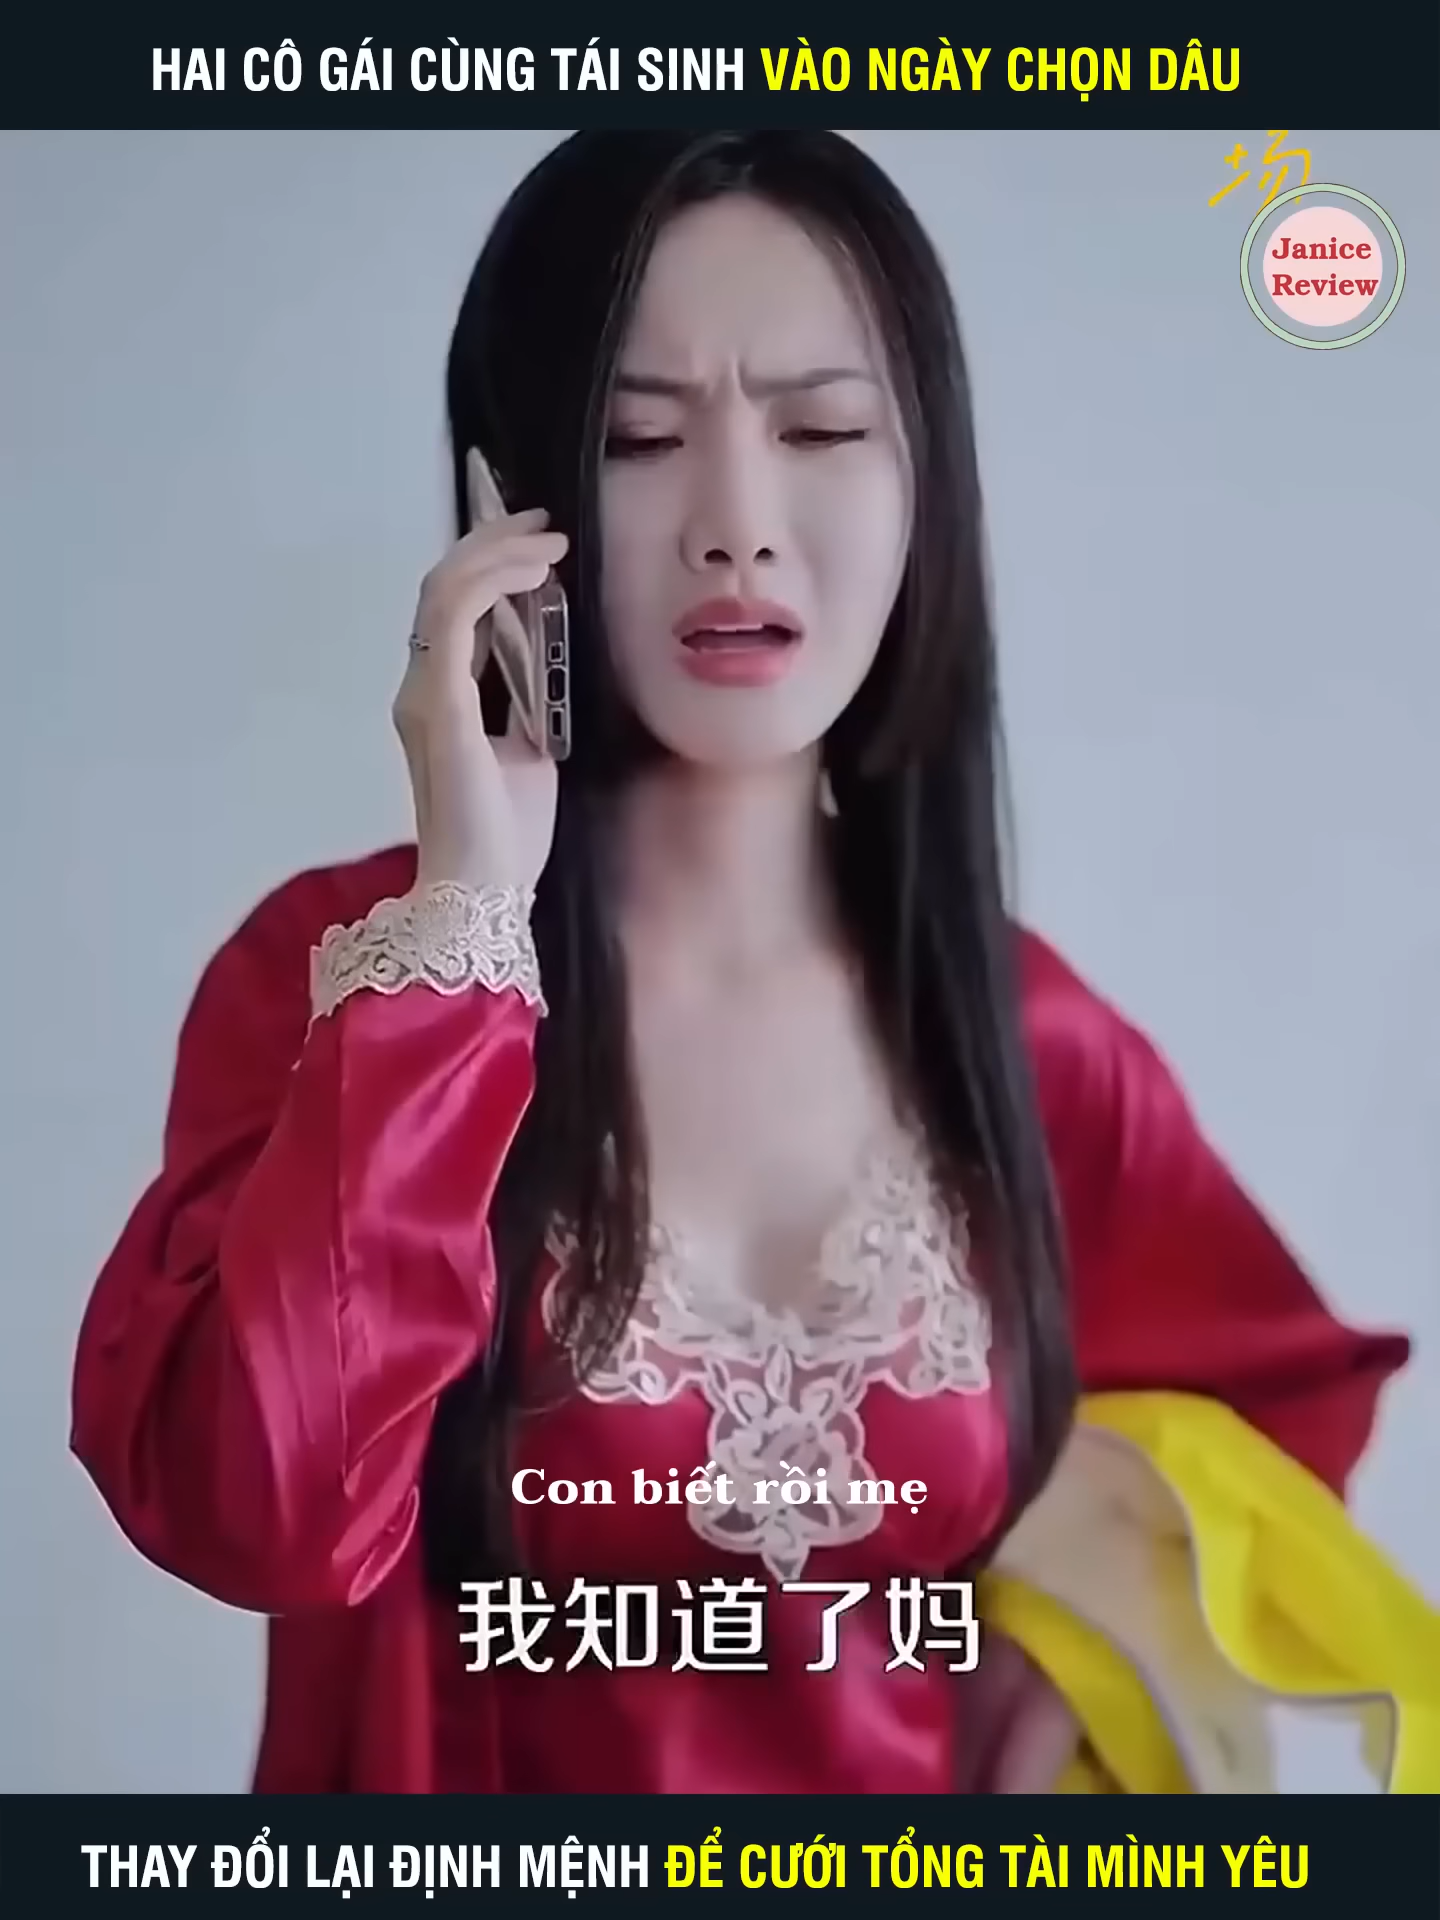 HAI CÔ GÁI CÙNG TÁI SINH VÀO NGÀY CHỌN DÂU
场
Janice
Review
Con biết rồi mẹ
我知道了妈
THAY ĐỔI LẠI ĐỊNH MỆNH ĐỂ CƯỚI TỔNG TÀI MÌNH YÊU